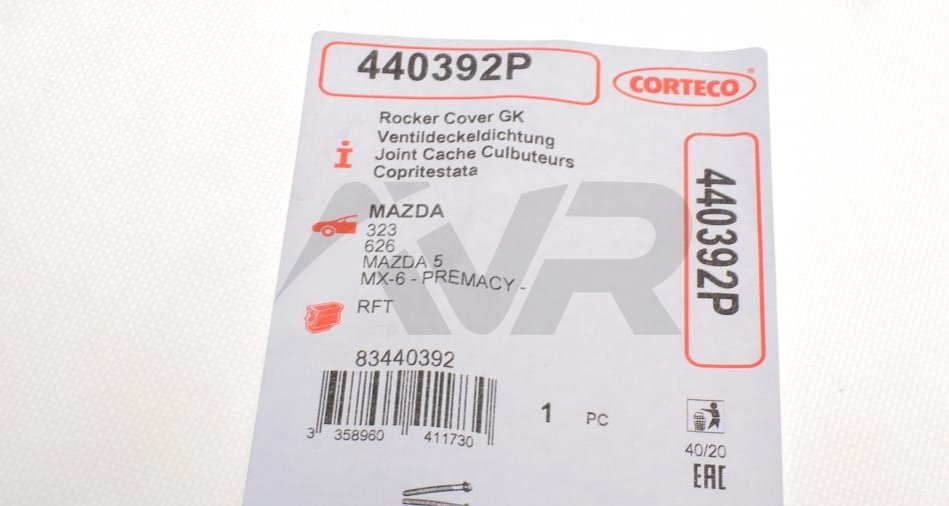 440392P
CORTECO
Rocker Cover GK
Ventildeckeldichtung
Joint Cache Culbuteurs
Copritestata
440392P
MAZDA
323
626
MAZDA 5
MX-6 - PREMACY -
RFT
83440392
3 358960 411730
1 PC
40/20
EAC
AVR